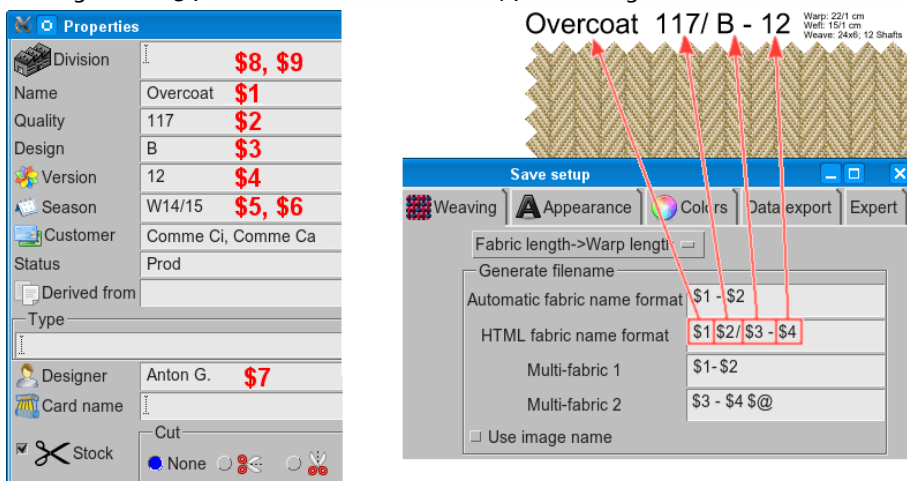 Properties
Division $8, $9
Name Overcoat $1
Quality 117 $2
Design B $3
Version 12 $4
Season W14/15 $5, $6
Customer Comme Ci, Comme Ca
Status Prod
Derived from
Type
Designer Anton G. $7
Card name
Stock
Cut
None
Overcoat 117/ B - 12
Warp: 22/1 cm
Weft: 15/1 cm
Weave: 24x6; 12 Shafts
Save setup
Weaving Appearance Colors Data export Expert
Fabric length->Warp length
Generate filename
Automatic fabric name format $1 - $2
HTML fabric name format $1 $2/ $3 - $4
Multi-fabric 1 $1-$2
Multi-fabric 2 $3 - $4 $@
Use image name